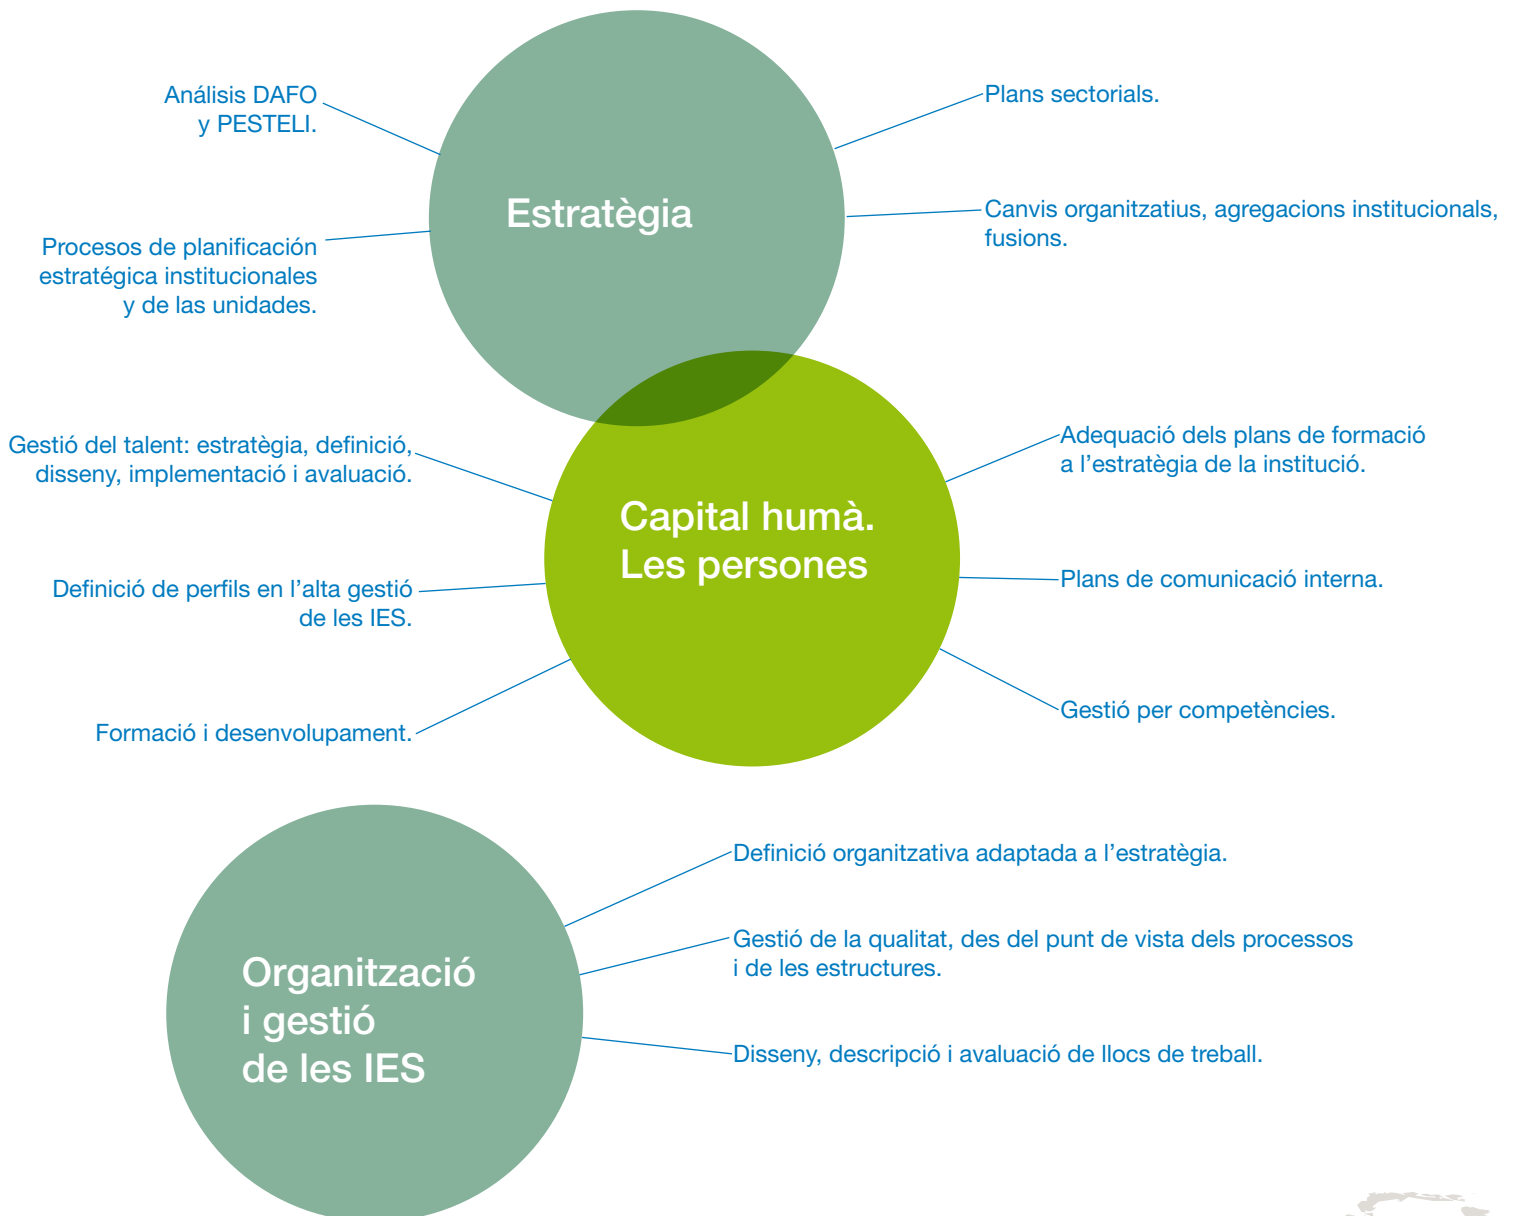 Análisis DAFO
y PESTELI.
Procesos de planificación
estratégica institucionales
y de las unidades.
Estratègia
Plans sectorials.
Canvis organitzatius, agregacions institucionals,
fusions.
Gestió del talent: estratègia, definició,
disseny, implementació i avaluació.
Definició de perfils en l’alta gestió
de les IES.
Formació i desenvolupament.
Capital humà.
Les persones
Adequació dels plans de formació
a l’estratègia de la institució.
Plans de comunicació interna.
Gestió per competències.
Organització
i gestió
de les IES
Definició organitzativa adaptada a l’estratègia.
Gestió de la qualitat, des del punt de vista dels processos
i de les estructures.
Disseny, descripció i avaluació de llocs de treball.